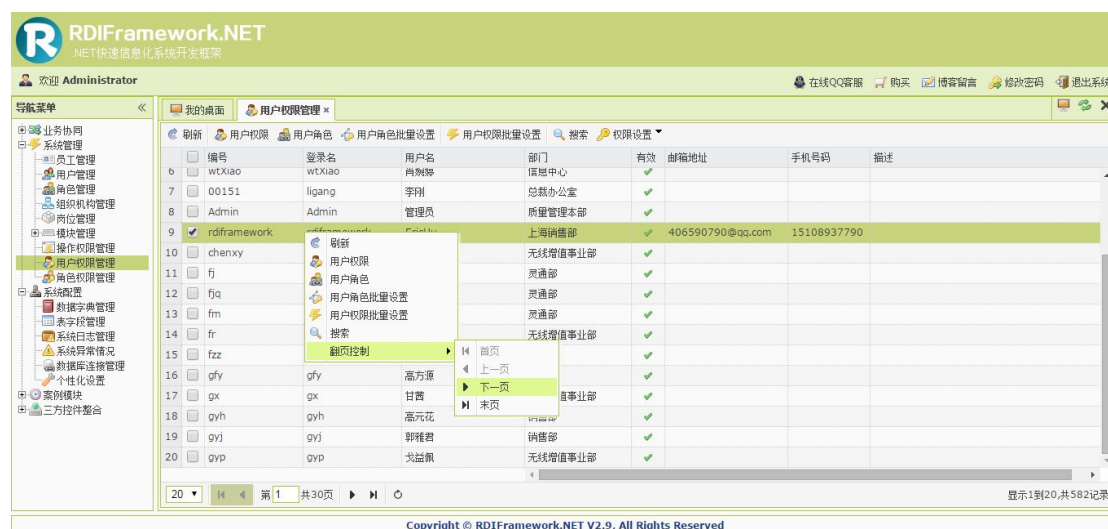 RDIFramework.NET
.NET快速信息化系统开发框架
欢迎 Administrator
在线QQ客服 购买 博客留言 修改密码 退出系统
导航菜单
我的桌面 用户权限管理
业务协同
系统管理
员工管理
用户管理
角色管理
组织机构管理
岗位管理
模块管理
操作权限管理
用户权限管理
角色权限管理
系统配置
数据字典管理
表字段管理
系统日志管理
系统异常情况
数据库连接管理
个性化设置
案例模块
三方控件整合
刷新 用户权限 用户角色 用户角色批量设置 用户权限批量设置 搜索 权限设置
编号 登录名 用户名 部门 有效 邮箱地址 手机号码 描述
6 wtXiao wtXiao 信息中心
7 00151 ligang 李刚 总裁办公室
8 Admin Admin 管理员 质量管理本部
9 rdiframework rdiframework EricHu 上海销售部 406590790@qq.com 15108937790
10 chenxy 无线增值事业部
11 fj 灵通部
12 fjq 灵通部
13 fm 灵通部
14 fr 无线增值事业部
15 fzz
16 gfy gfy 高方源
17 gx gx 甘茜 值事业部
18 gyh gyh 高元花 销售部
19 gyj gyj 郭雅君 销售部
20 gyp gyp 戈益佩 无线增值事业部
刷新
用户权限
用户角色
用户角色批量设置
用户权限批量设置
搜索
翻页控制
首页
上一页
下一页
末页
20 第 1 共30页
显示1到20,共582记录
Copyright © RDIFramework.NET V2.9. All Rights Reserved